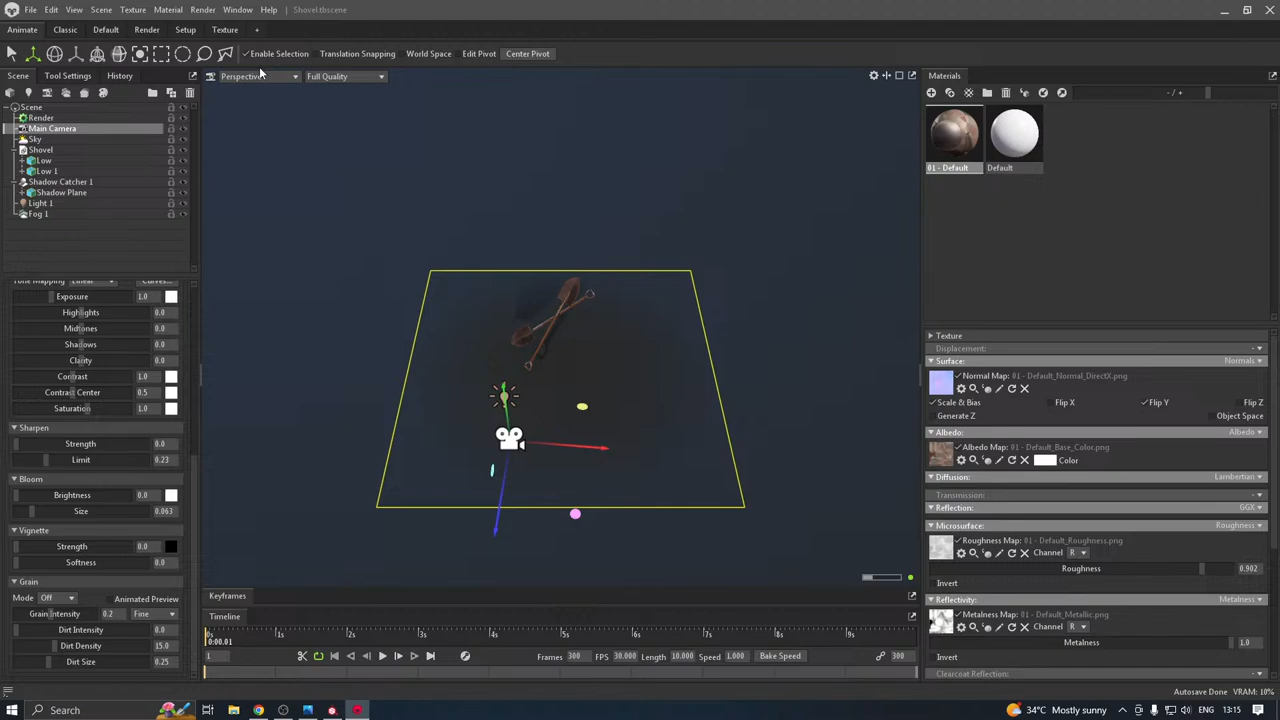 File Edit View Scene Texture Material Render Window Help Shovel.tbscene
Animate Classic Default Render Setup Texture +
Enable Selection Translation Snapping World Space Edit Pivot Center Pivot
Scene Tool Settings History
Perspective Full Quality
Scene
Render
Main Camera
Sky
Shovel
Low
Low 1
Shadow Catcher 1
Shadow Plane
Light 1
Fog 1
Tone Mapping Linear Curves...
Exposure 1.0
Highlights 0.0
Midtones 0.0
Shadows 0.0
Clarity 0.0
Contrast 1.0
Contrast Center 0.5
Saturation 1.0
Sharpen
Strength 0.0
Limit 0.23
Bloom
Brightness 0.0
Size 0.063
Vignette
Strength 0.0
Softness 0.0
Grain
Mode Off Animated Preview
Grain Intensity 0.2 Fine
Dirt Intensity 0.0
Dirt Density 15.0
Dirt Size 0.25
Keyframes
Timeline
0s 1s 2s 3s 4s 5s 6s 7s 8s 9s
0:00.01
1 Frames 300 FPS 30.000 Length 10.000 Speed 1.000 Bake Speed 300
Materials
- / +
01 - Default Default
Texture
Displacement:
Surface: Normals
Normal Map: 01 - Default_Normal_DirectX.png
Scale & Bias Flip X Flip Y Flip Z
Generate Z Object Space
Albedo: Albedo
Albedo Map: 01 - Default_Base_Color.png
Color
Diffusion: Lambertian
Transmission:
Reflection: GGX
Microsurface: Roughness
Roughness Map: 01 - Default_Roughness.png
Channel R
Roughness 0.902
Invert
Reflectivity: Metalness
Metalness Map: 01 - Default_Metallic.png
Channel R
Metalness 1.0
Invert
Clearcoat Reflection:
Autosave Done VRAM: 10%
Search 34°C Mostly sunny ENG 13:15